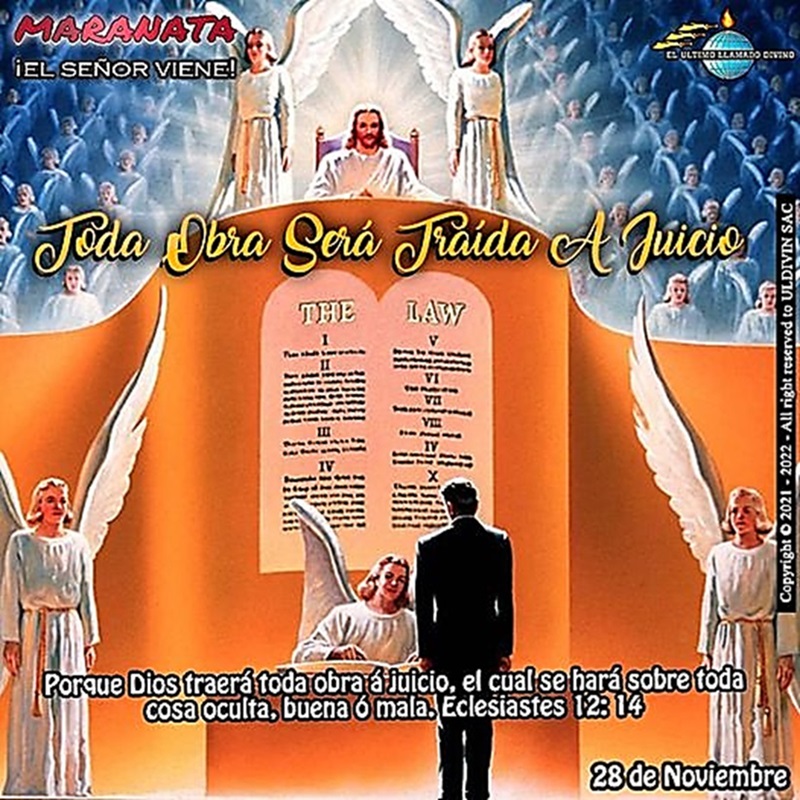 MARANATA
¡EL SEÑOR VIENE!
EL ULTIMO LLAMADO DIVINO
Toda Obra Será Traída A Juicio
THE LAW
I
II
III
IV
V
VI
VII
VIII
IV
X
Porque Dios traerá toda obra á juicio, el cual se hará sobre toda
cosa oculta, buena ó mala. Eclesiastes 12: 14
28 de Noviembre
Copyright © 2021 - 2022 - All right reserved to ULDIVIN SAC